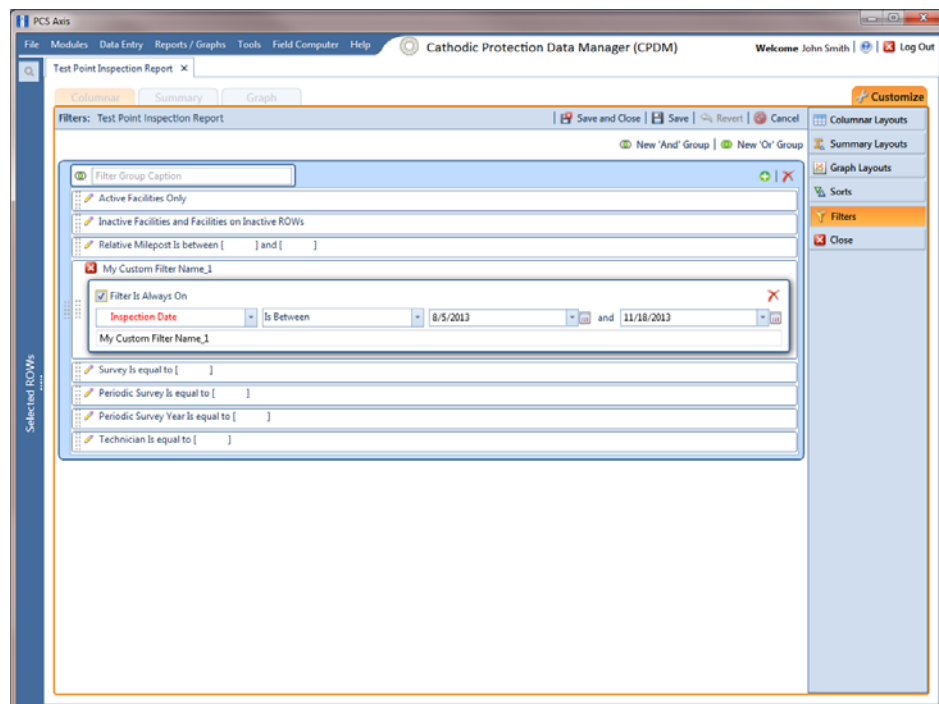 PCS Axis
File Modules Data Entry Reports / Graphs Tools Field Computer Help Cathodic Protection Data Manager (CPDM) Welcome John Smith | | Log Out
Test Point Inspection Report X
Columnar Summary Graph Customize
Filters: Test Point Inspection Report | Save and Close | Save | Revert | Cancel
Columnar Layouts
New 'And' Group | New 'Or' Group
Summary Layouts
Graph Layouts
Sorts
Filters
Close
Filter Group Caption
Active Facilities Only
Inactive Facilities and Facilities on Inactive ROWs
Relative Milepost Is between [ ] and [ ]
My Custom Filter Name_1
Filter Is Always On
Inspection Date Is Between 8/5/2013 and 11/18/2013
My Custom Filter Name_1
Survey Is equal to [ ]
Periodic Survey Is equal to [ ]
Periodic Survey Year Is equal to [ ]
Technician Is equal to [ ]
Selected ROWs